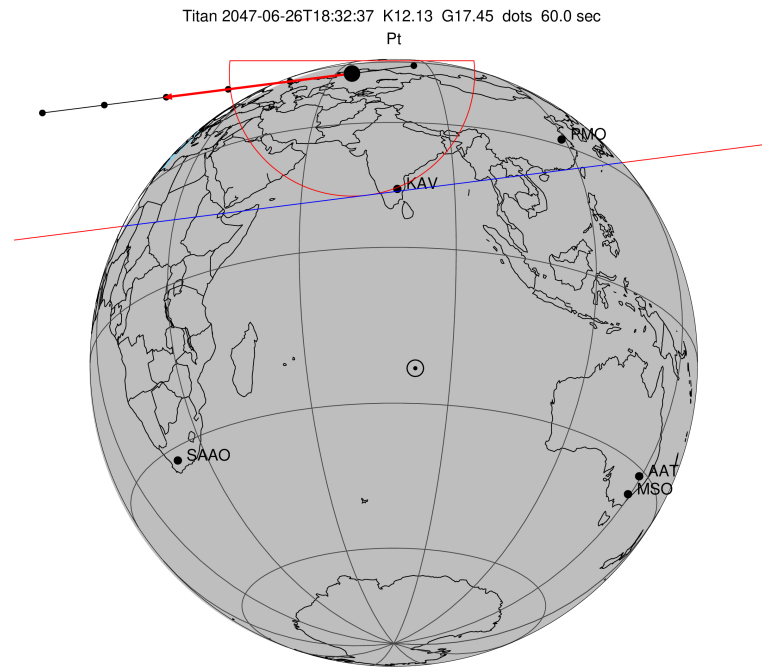 Titan 2047-06-26T18:32:37 K12.13 G17.45 dots 60.0 sec
Pt
PMO
KAV
SAAO
AAT
MSO